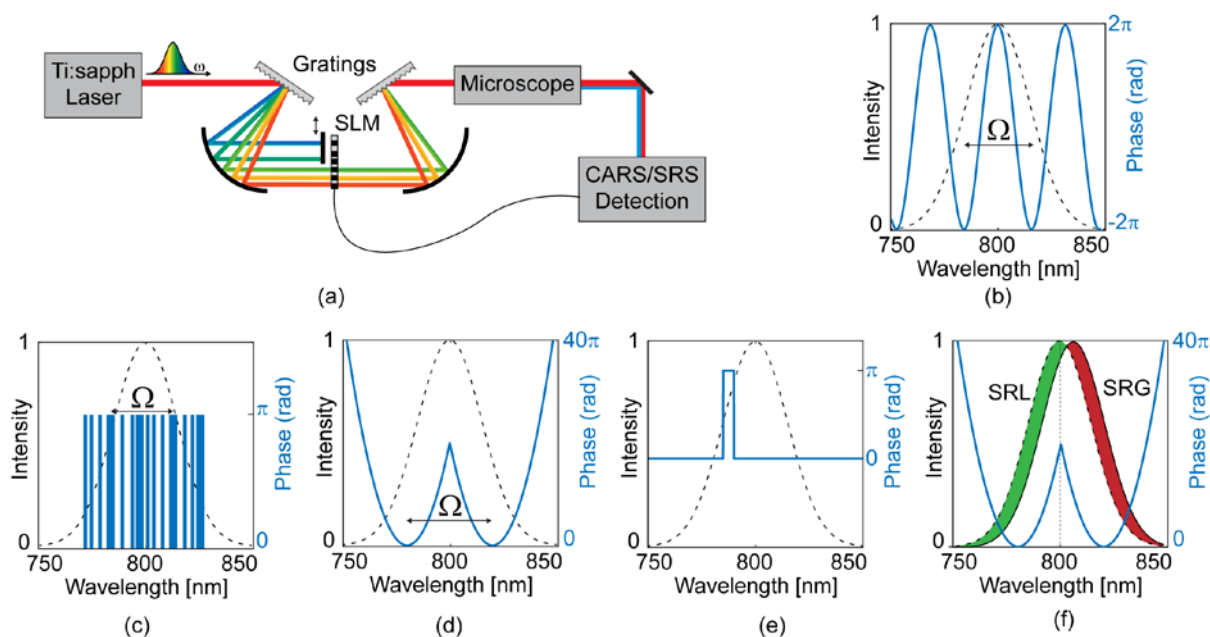 Ti:sapph
Laser
ω
Gratings
SLM
Microscope
CARS/SRS
Detection
(a)
1
0
Intensity
Ω
2π
-2π
Phase (rad)
750 800 850
Wavelength [nm]
(b)
1
0
Intensity
Ω
π
0
Phase (rad)
750 800 850
Wavelength [nm]
(c)
1
0
Intensity
Ω
40π
0
Phase (rad)
750 800 850
Wavelength [nm]
(d)
1
0
Intensity
π
0
Phase (rad)
750 800 850
Wavelength [nm]
(e)
1
0
Intensity
SRL SRG
40π
0
Phase (rad)
750 800 850
Wavelength [nm]
(f)